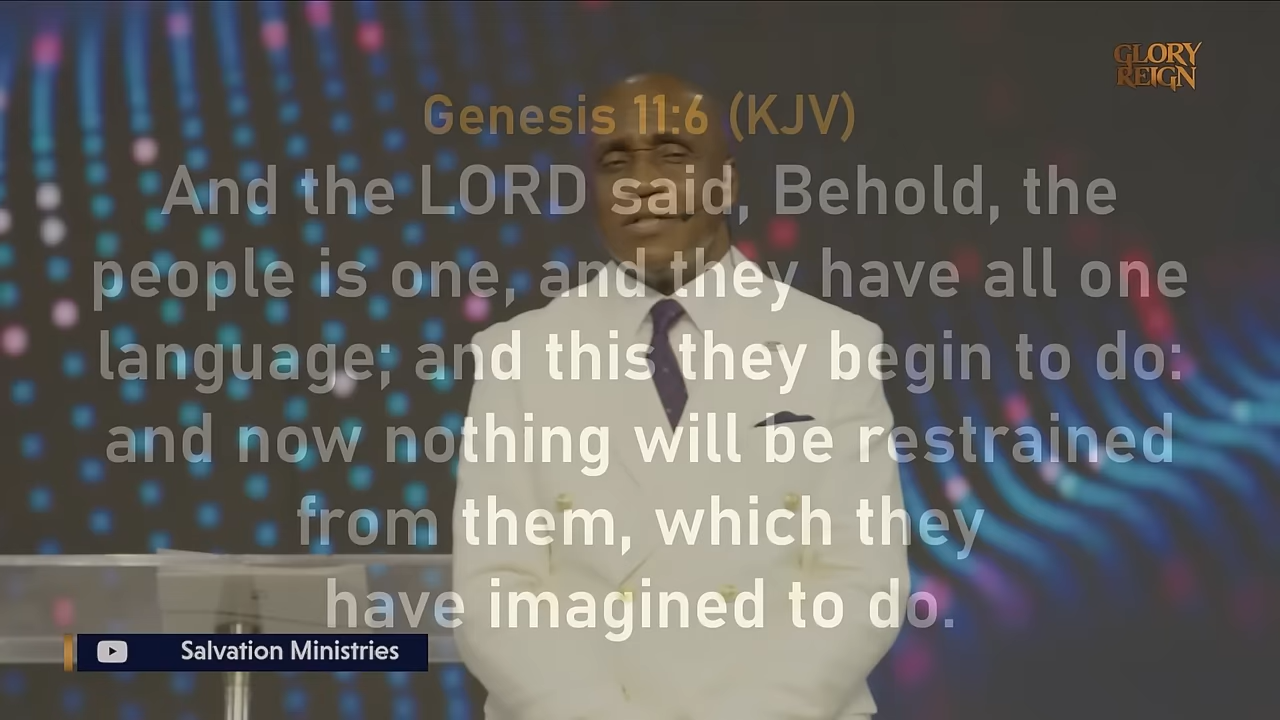 GLORY
REIGN
Genesis 11:6 (KJV)
And the LORD said, Behold, the
people is one, and they have all one
language; and this they begin to do:
and now nothing will be restrained
from them, which they
have imagined to do.
Salvation Ministries